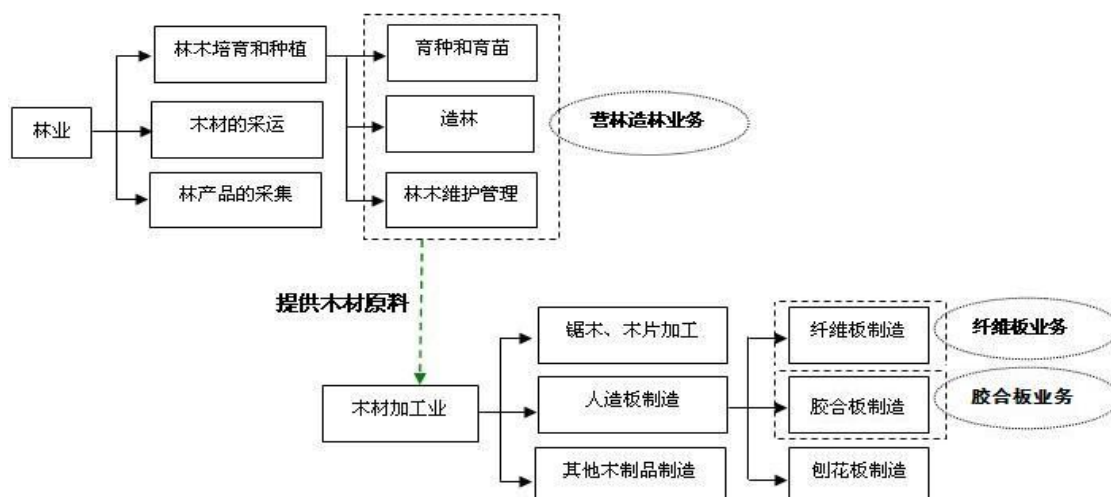 林木培育和种植
育种和育苗
林业
木材的采运
造林
营林造林业务
林产品的采集
林木维护管理
提供木材原料
锯木、木片加工
纤维板制造
纤维板业务
木材加工业
人造板制造
胶合板制造
胶合板业务
其他木制品制造
刨花板制造